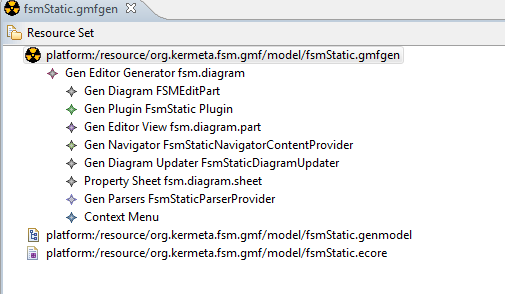 fsmStatic.gmfgen
Resource Set
platform:/resource/org.kermeta.fsm.gmf/model/fsmStatic.gmfgen
Gen Editor Generator fsm.diagram
Gen Diagram FSMEditPart
Gen Plugin FsmStatic Plugin
Gen Editor View fsm.diagram.part
Gen Navigator FsmStaticNavigatorContentProvider
Gen Diagram Updater FsmStaticDiagramUpdater
Property Sheet fsm.diagram.sheet
Gen Parsers FsmStaticParserProvider
Context Menu
platform:/resource/org.kermeta.fsm.gmf/model/fsmStatic.genmodel
platform:/resource/org.kermeta.fsm.gmf/model/fsmStatic.ecore